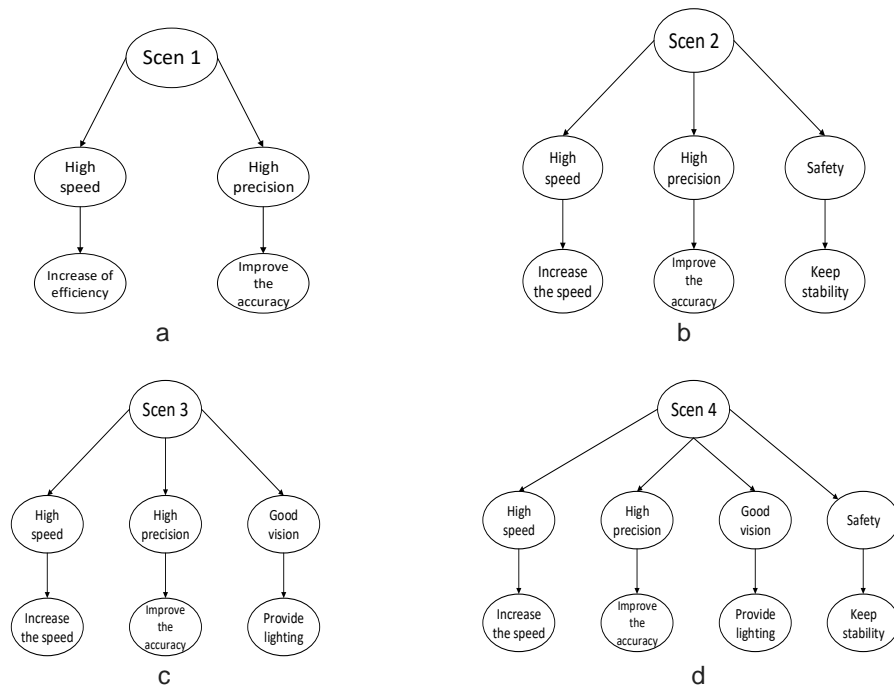 Scen 1
High
speed
High
precision
Increase of
efficiency
Improve
the
accuracy)
a
Scen 2
High
speed
High
precision
Safety
Increase
the speed
Improve
the
accuracy
Keep
stability
b
Scen 3
High
speed
High
precision
Good
vision
Increase
the speed
Improve
the
accuracy
Provide
lighting
c
Scen 4
High
speed
High
precision
Good
vision
Safety
Increase
the speed
Improve
the
accuracy
Provide
lighting
Keep
stability
d